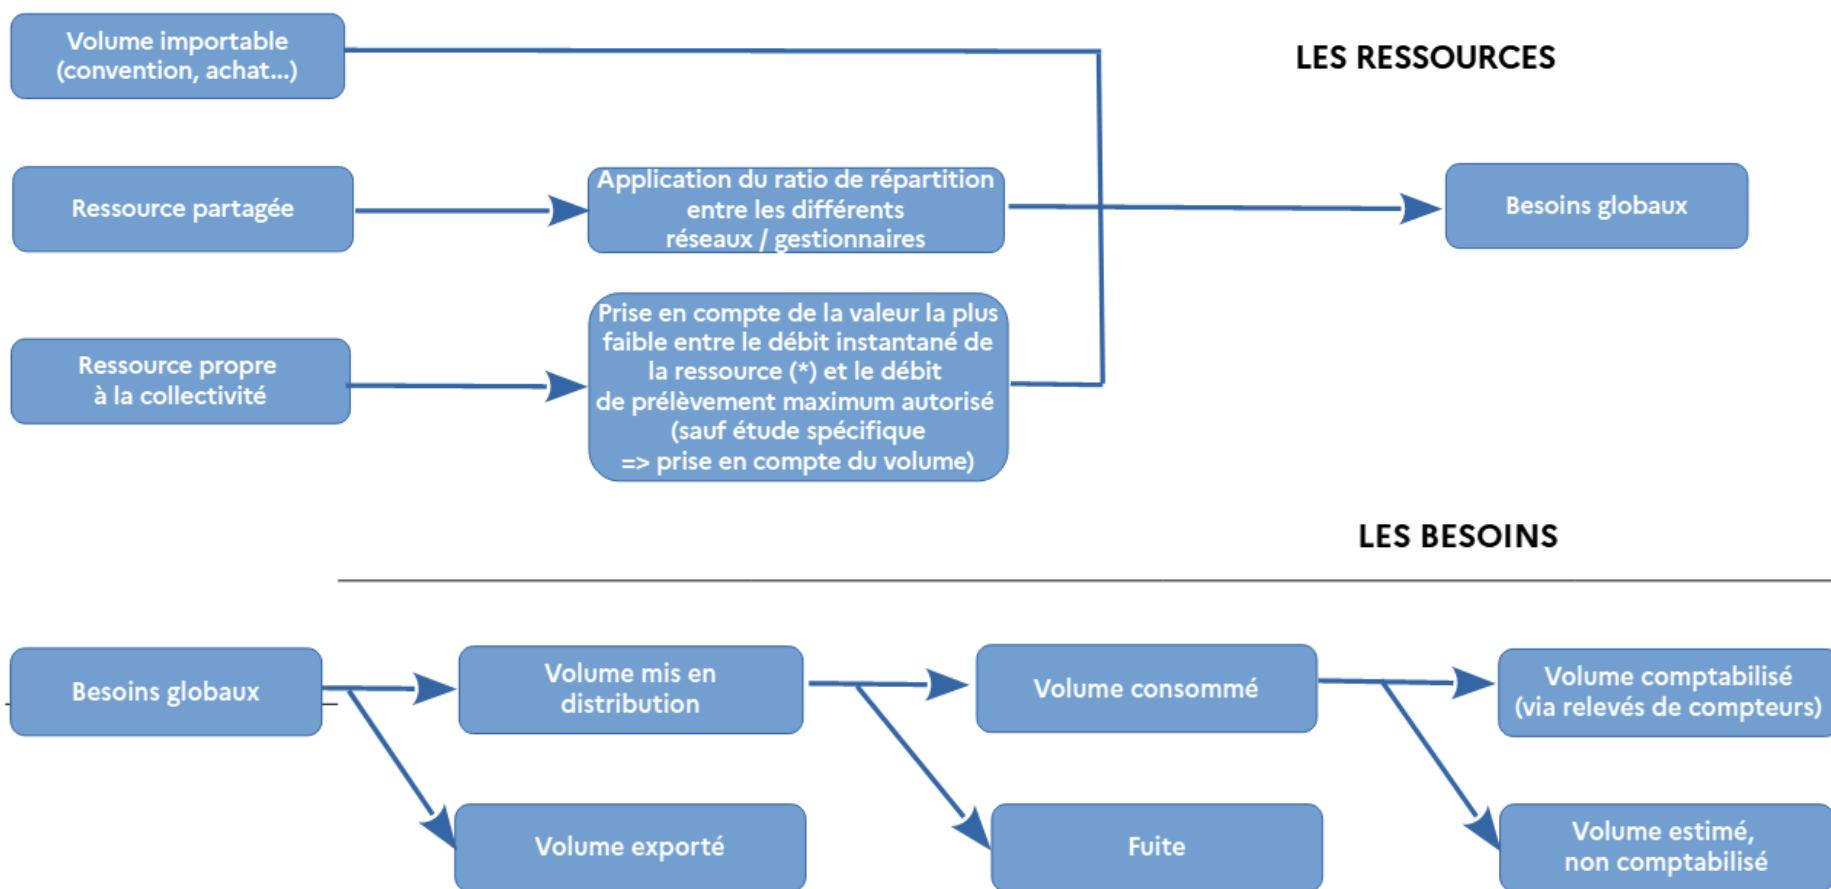 Volume importable
(convention, achat...)
LES RESSOURCES
Ressource partagée
Application du ratio de répartition
entre les différents
réseaux / gestionnaires
Besoins globaux
Ressource propre
à la collectivité
Prise en compte de la valeur la plus
faible entre le débit instantané de
la ressource (*) et le débit
de prélèvement maximum autorisé
(sauf étude spécifique
=> prise en compte du volume)
LES BESOINS
Besoins globaux
Volume mis en
distribution
Volume consommé
Volume comptabilisé
(via relevés de compteurs)
Volume exporté
Fuite
Volume estimé,
non comptabilisé